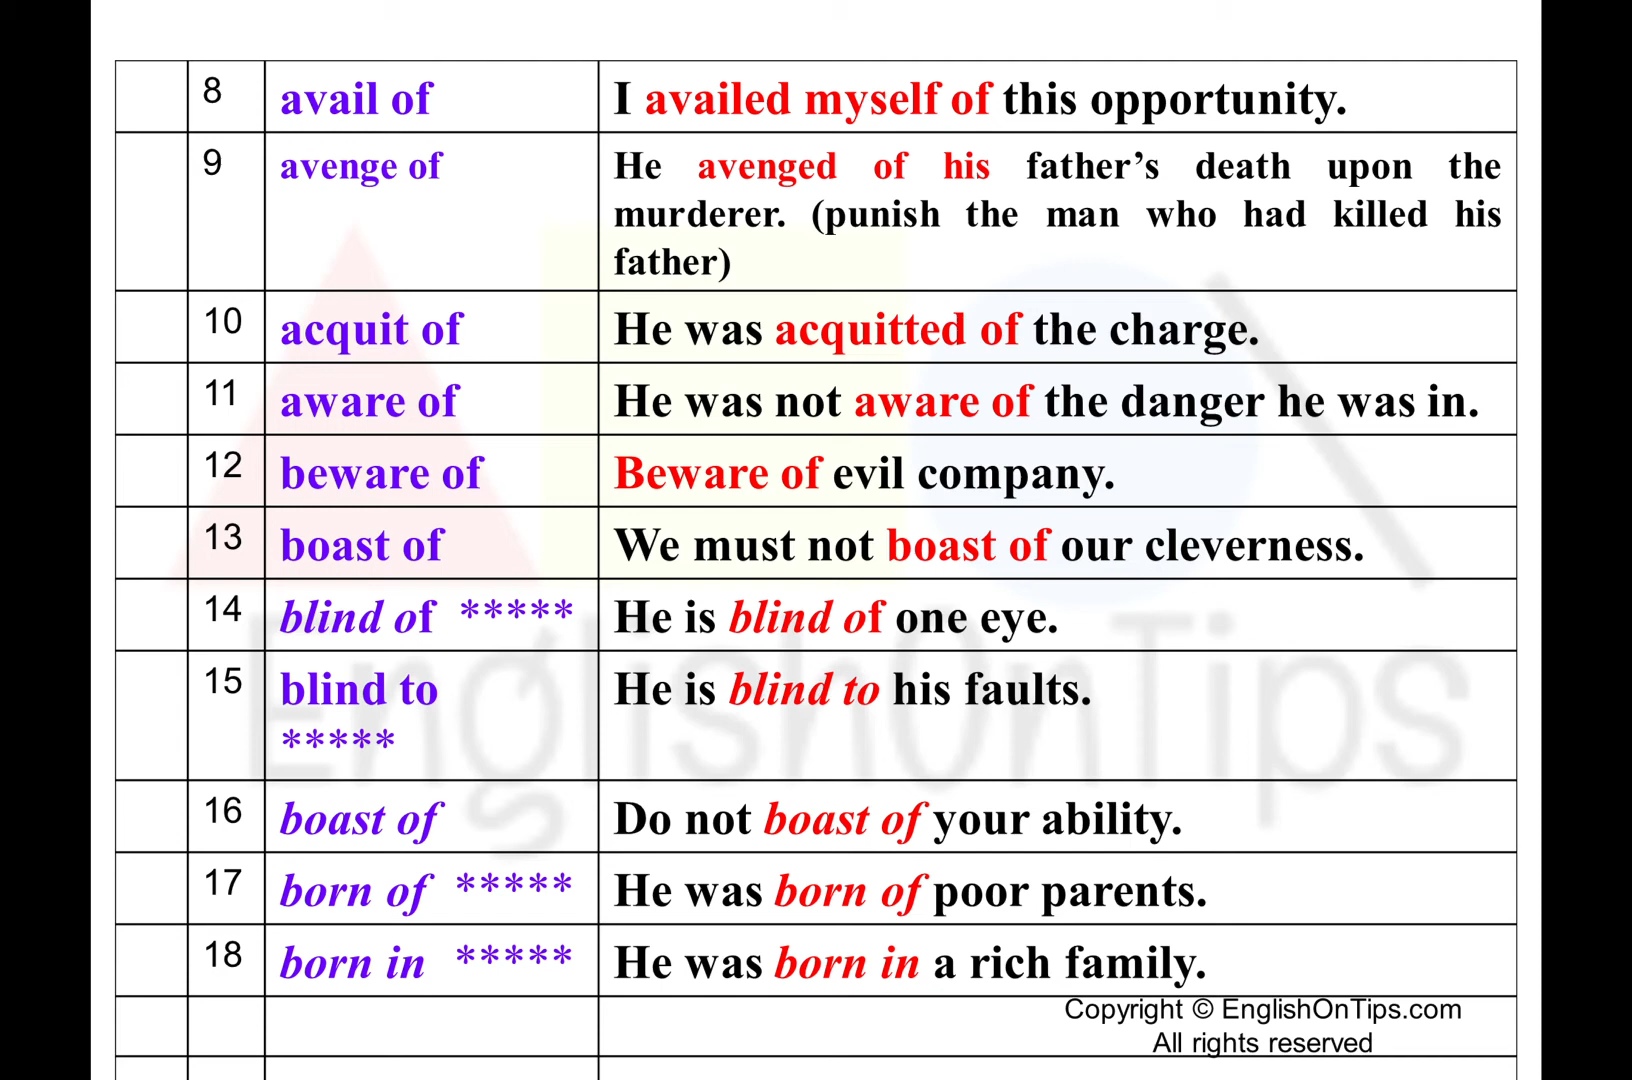 8 avail of I availed myself of this opportunity.
9 avenge of He avenged of his father’s death upon the
murderer. (punish the man who had killed his
father)
10 acquit of He was acquitted of the charge.
11 aware of He was not aware of the danger he was in.
12 beware of Beware of evil company.
13 boast of We must not boast of our cleverness.
14 blind of ***** He is blind of one eye.
15 blind to He is blind to his faults.
*****
16 boast of Do not boast of your ability.
17 born of ***** He was born of poor parents.
18 born in ***** He was born in a rich family.
EnglishOnTips
Copyright © EnglishOnTips.com
All rights reserved